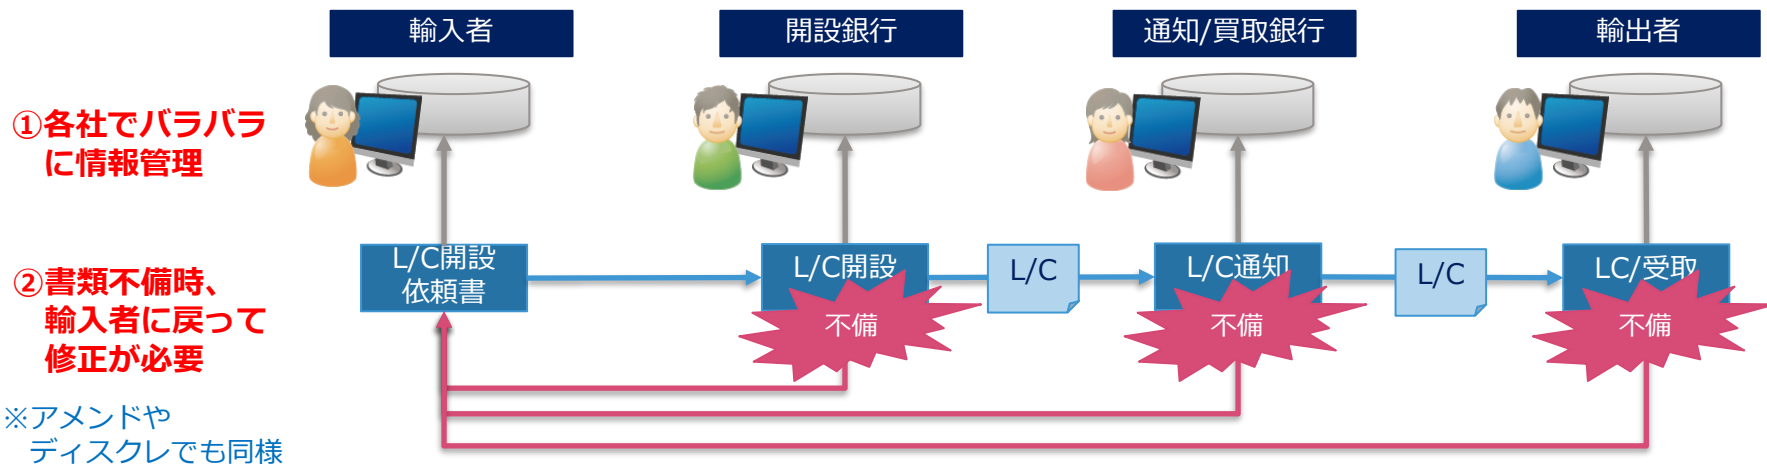 輸入者
開設銀行
通知/買取銀行
輸出者
①各社でバラバラ
に情報管理
L/C開設
依頼書
L/C開設
L/C
L/C通知
L/C
LC/受取
②書類不備時、
輸入者に戻って
修正が必要
不備
不備
不備
※アメンドや
ディスクレでも同様